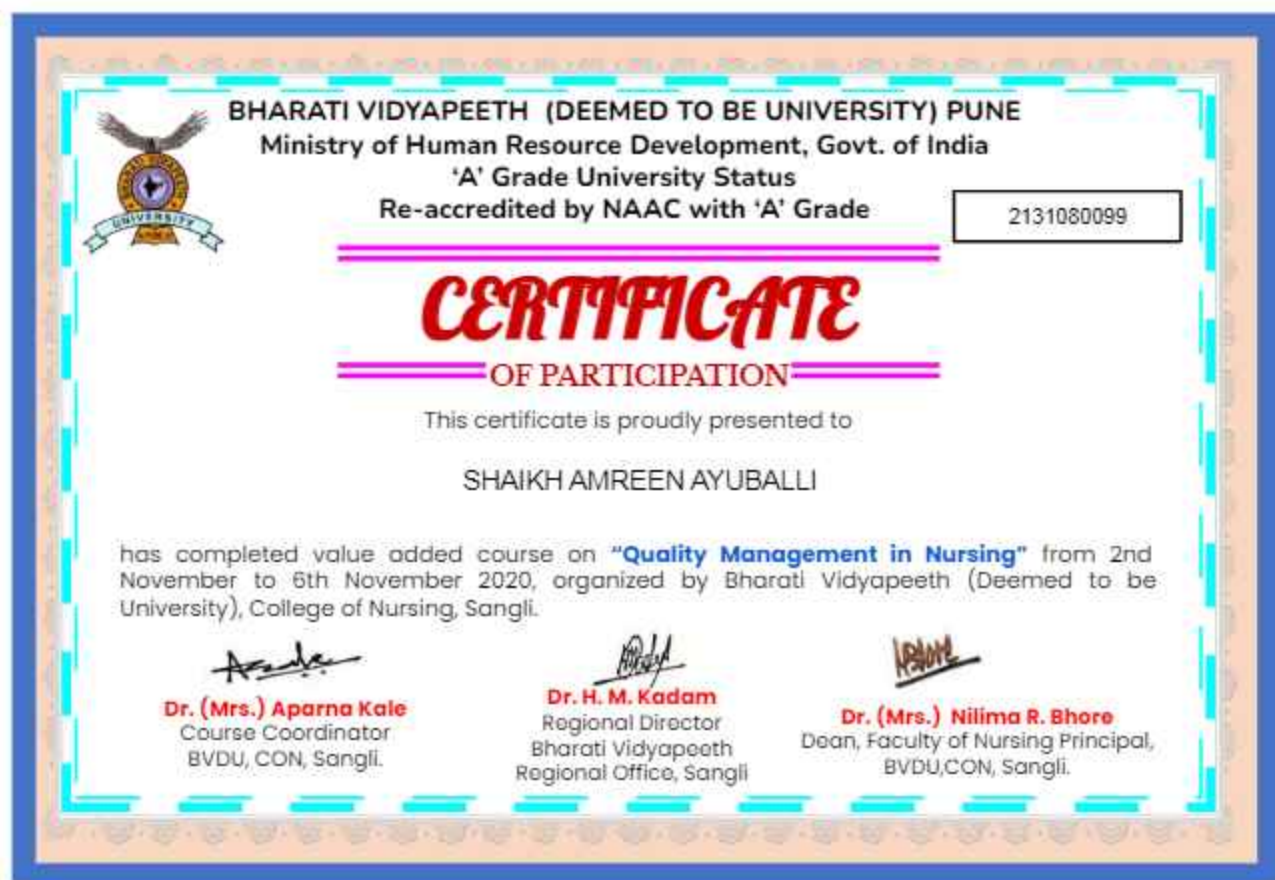 BHARATI VIDYAPEETH (DEEMED TO BE UNIVERSITY) PUNE
Ministry of Human Resource Development, Govt. of India
‘A’ Grade University Status
Re-accredited by NAAC with ‘A’ Grade
2131080099
BHARATI VIDYAPEETH
UNIVERSITY
CERTIFICATE
OF PARTICIPATION
This certificate is proudly presented to
SHAIKH AMREEN AYUBALLI
has completed value added course on “Quality Management in Nursing” from 2nd
November to 6th November 2020, organized by Bharati Vidyapeeth (Deemed to be
University), College of Nursing, Sangli.
Dr. (Mrs.) Aparna Kale
Course Coordinator
BVDU, CON, Sangli.
Dr. H. M. Kadam
Regional Director
Bharati Vidyapeeth
Regional Office, Sangli
Dr. (Mrs.) Nilima R. Bhore
Dean, Faculty of Nursing Principal,
BVDU,CON, Sangli.